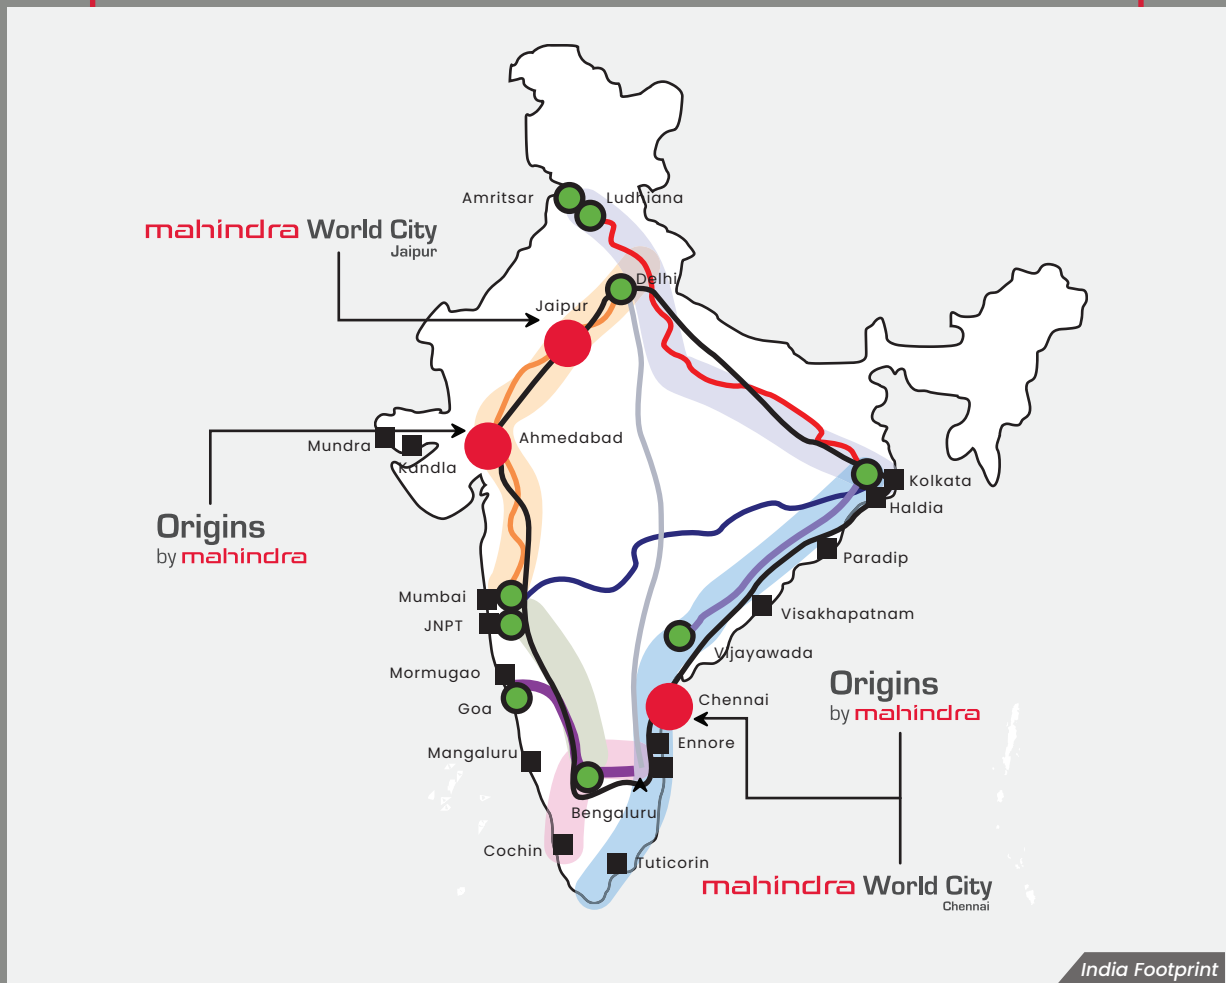 Amritsar
Ludhiana
mahindra World City
Jaipur
Delhi
Jaipur
Ahmedabad
Mundra
Kandla
Kolkata
Haldia
Origins
by mahindra
Paradip
Mumbai
Visakhapatnam
JNPT
Vijayawada
Mormugao
Origins
by mahindra
Chennai
Goa
Ennore
Mangaluru
Bengaluru
Cochin
Tuticorin
mahindra World City
Chennai
India Footprint